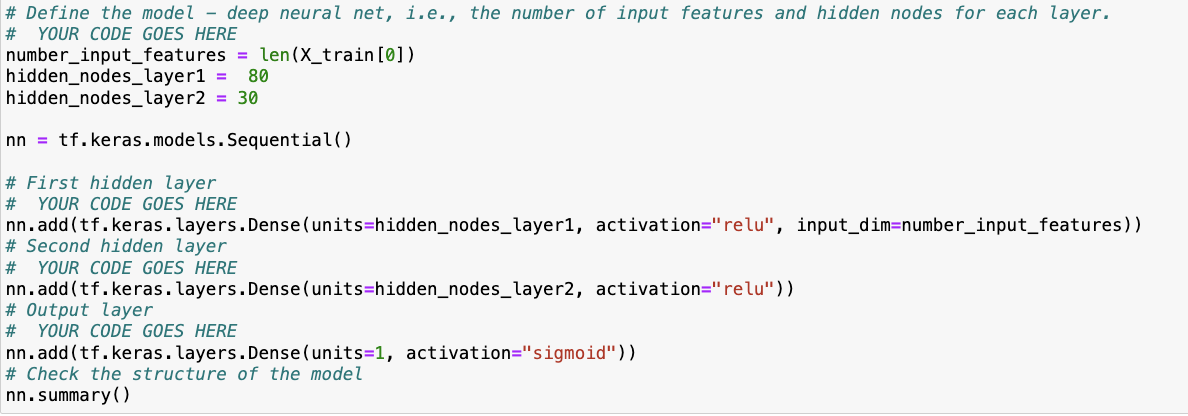 # Define the model – deep neural net, i.e., the number of input features and hidden nodes for each layer.
#  YOUR CODE GOES HERE
number_input_features = len(X_train[0])
hidden_nodes_layer1 =  80
hidden_nodes_layer2 = 30
nn = tf.keras.models.Sequential()
# First hidden layer
#  YOUR CODE GOES HERE
nn.add(tf.keras.layers.Dense(units=hidden_nodes_layer1, activation="relu", input_dim=number_input_features))
# Second hidden layer
#  YOUR CODE GOES HERE
nn.add(tf.keras.layers.Dense(units=hidden_nodes_layer2, activation="relu"))
# Output layer
#  YOUR CODE GOES HERE
nn.add(tf.keras.layers.Dense(units=1, activation="sigmoid"))
# Check the structure of the model
nn.summary()